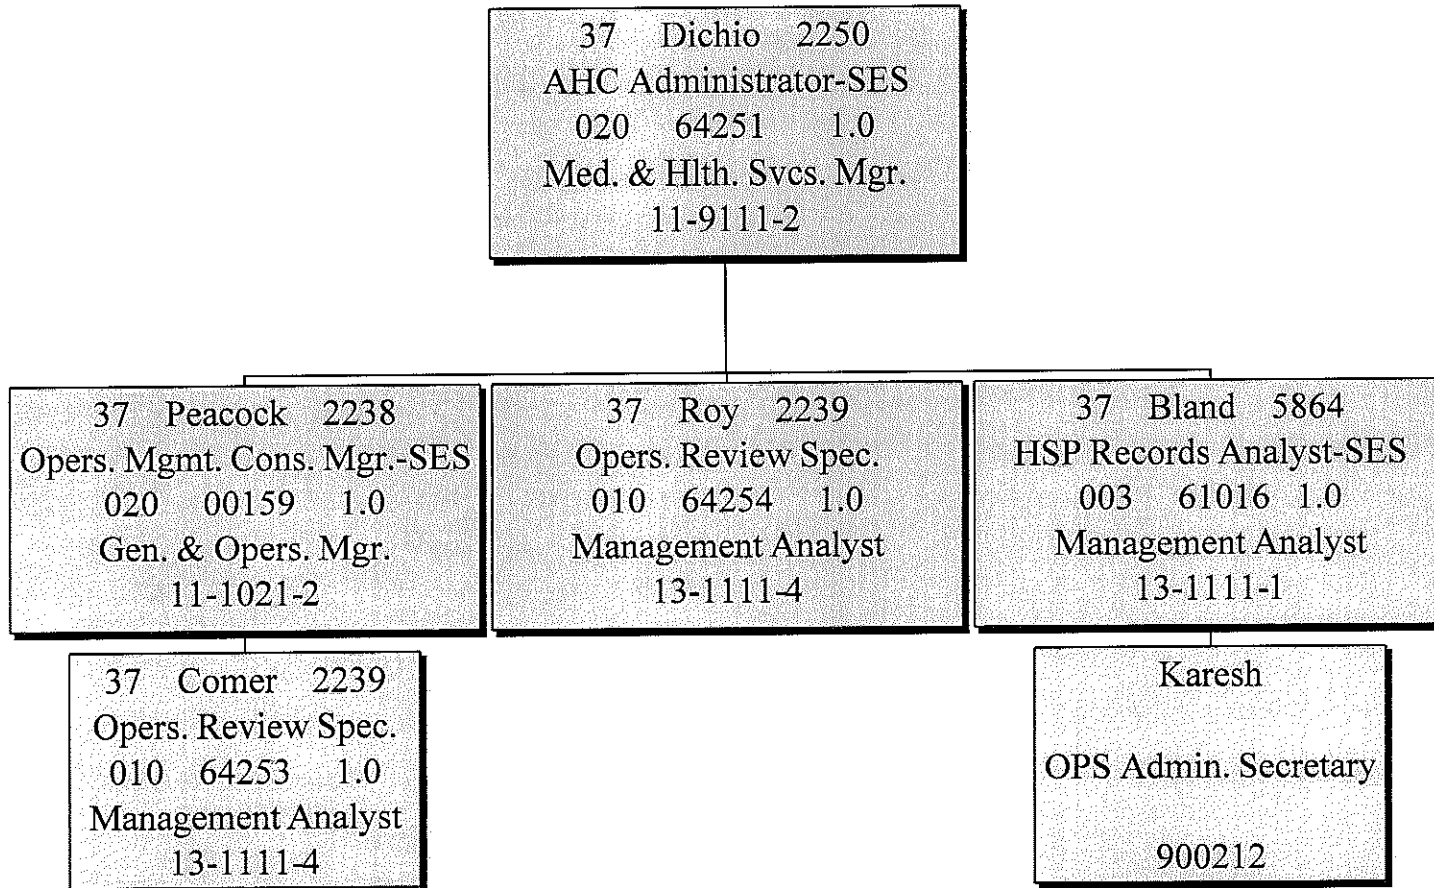 37 Dichio 2250
AHC Administrator-SES
020 64251 1.0
Med. & Hlth. Svcs. Mgr.
11-9111-2
37 Peacock 2238
Opers. Mgmt. Cons. Mgr.-SES
020 00159 1.0
Gen. & Opers. Mgr.
11-1021-2
37 Roy 2239
Opers. Review Spec.
010 64254 1.0
Management Analyst
13-1111-4
37 Bland 5864
HSP Records Analyst-SES
003 61016 1.0
Management Analyst
13-1111-1
37 Comer 2239
Opers. Review Spec.
010 64253 1.0
Management Analyst
13-1111-4
Karesh
OPS Admin. Secretary
900212